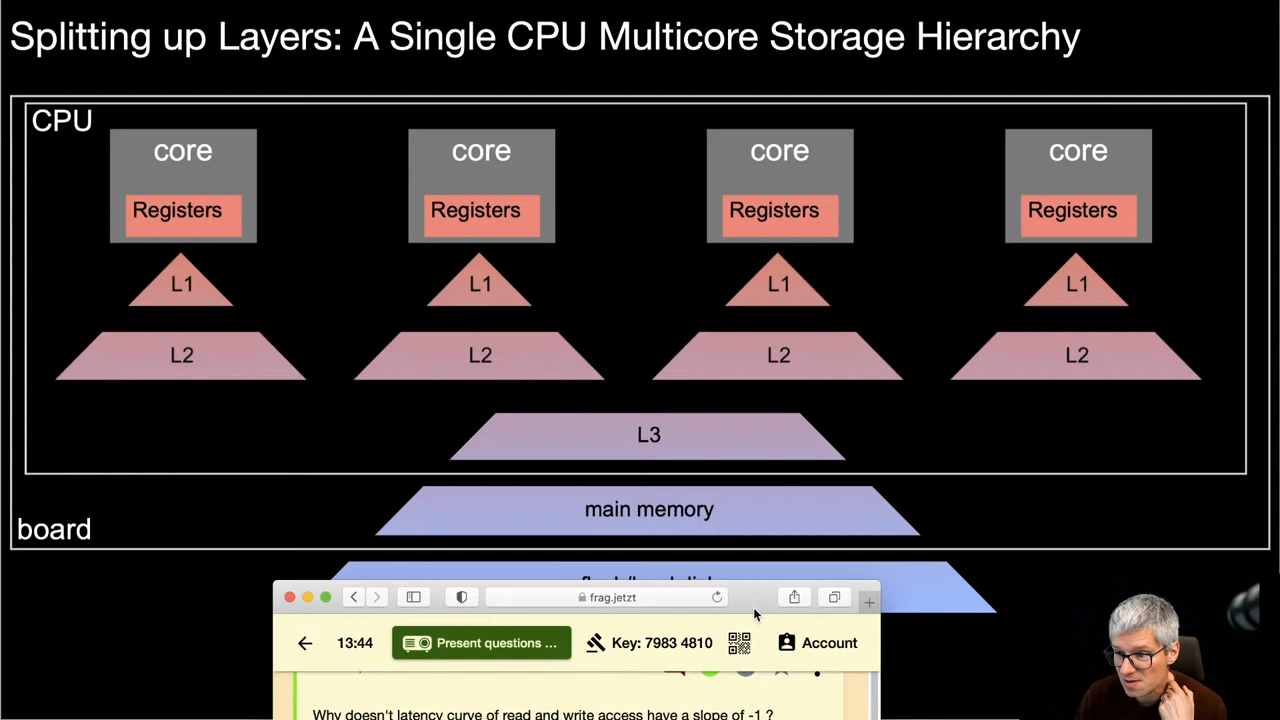 Splitting up Layers: A Single CPU Multicore Storage Hierarchy
CPU
core core core core
Registers Registers Registers Registers
L1 L1 L1 L1
L2 L2 L2 L2
L3
main memory
board
frag.jetzt
13:44 Present questions ... Key: 7983 4810 Account
Why doesn't latency curve of read and write access have a slope of -1 ?